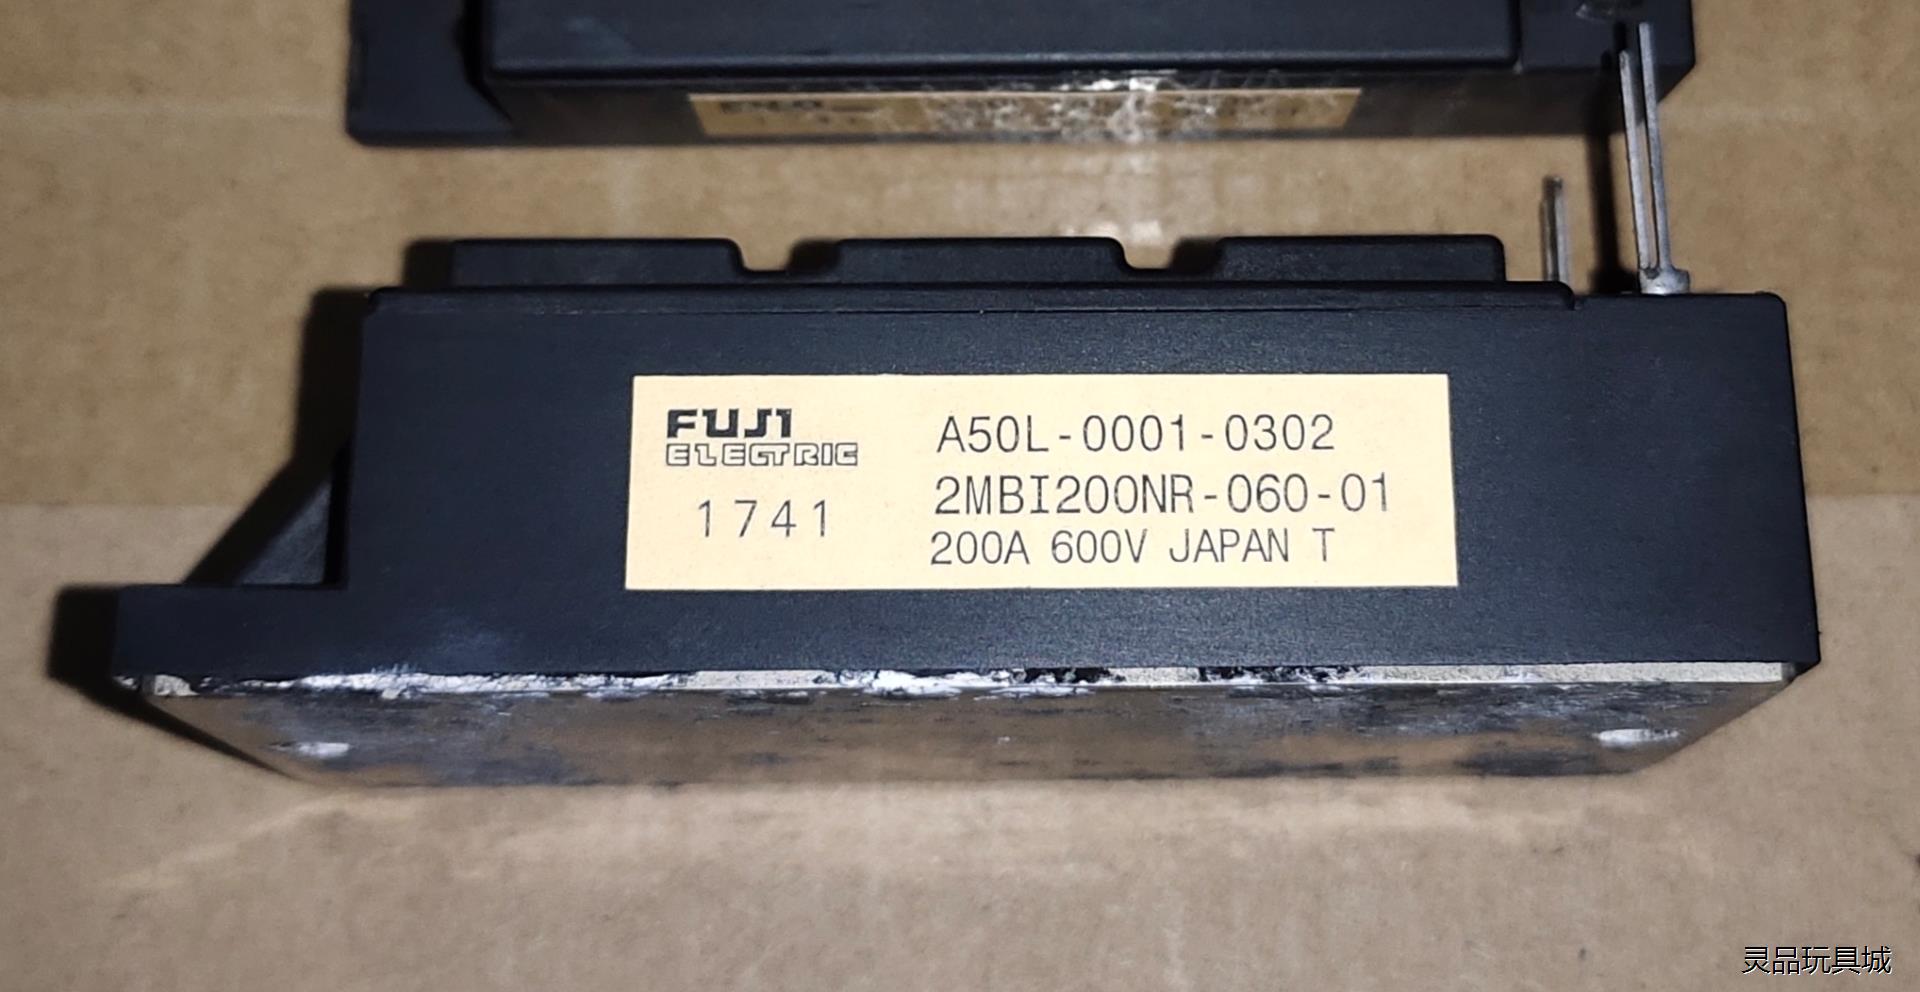 FUJI
ELECTRIC
1741
A50L-0001-0302
2MBI200NR-060-01
200A 600V JAPAN T
灵品玩具城